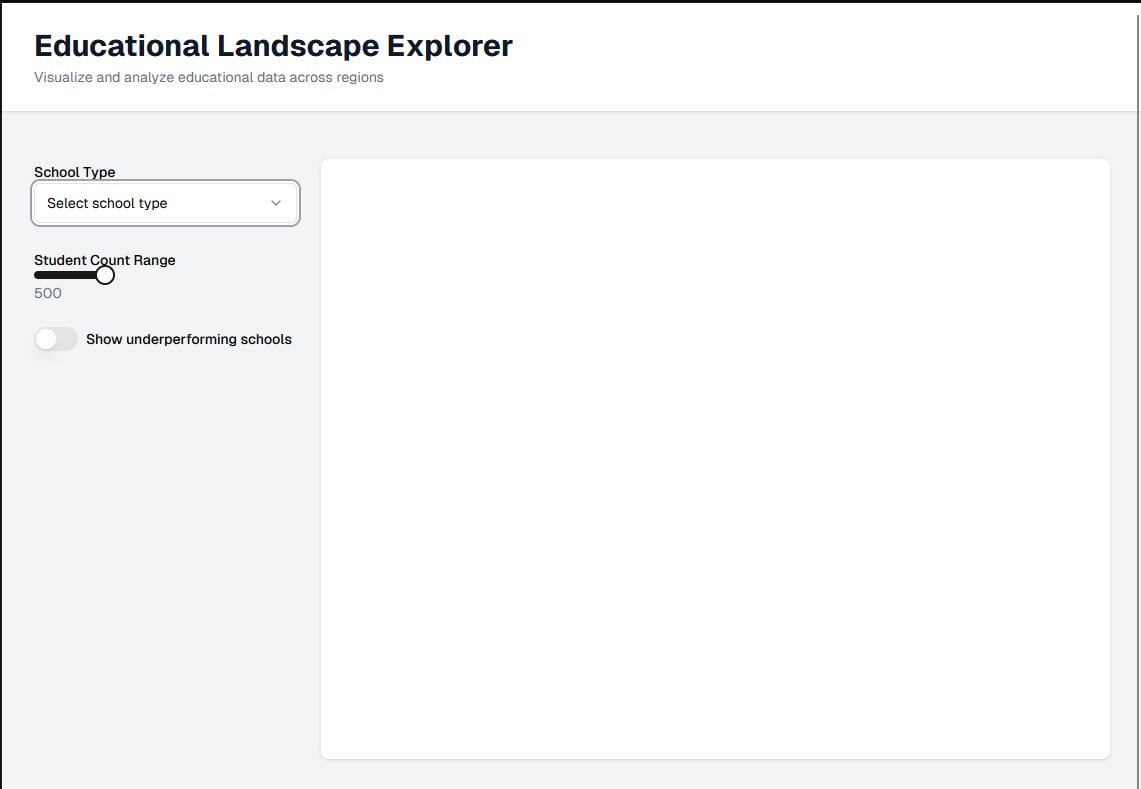 Educational Landscape Explorer
Visualize and analyze educational data across regions
School Type
Select school type
Student Count Range
500
Show underperforming schools